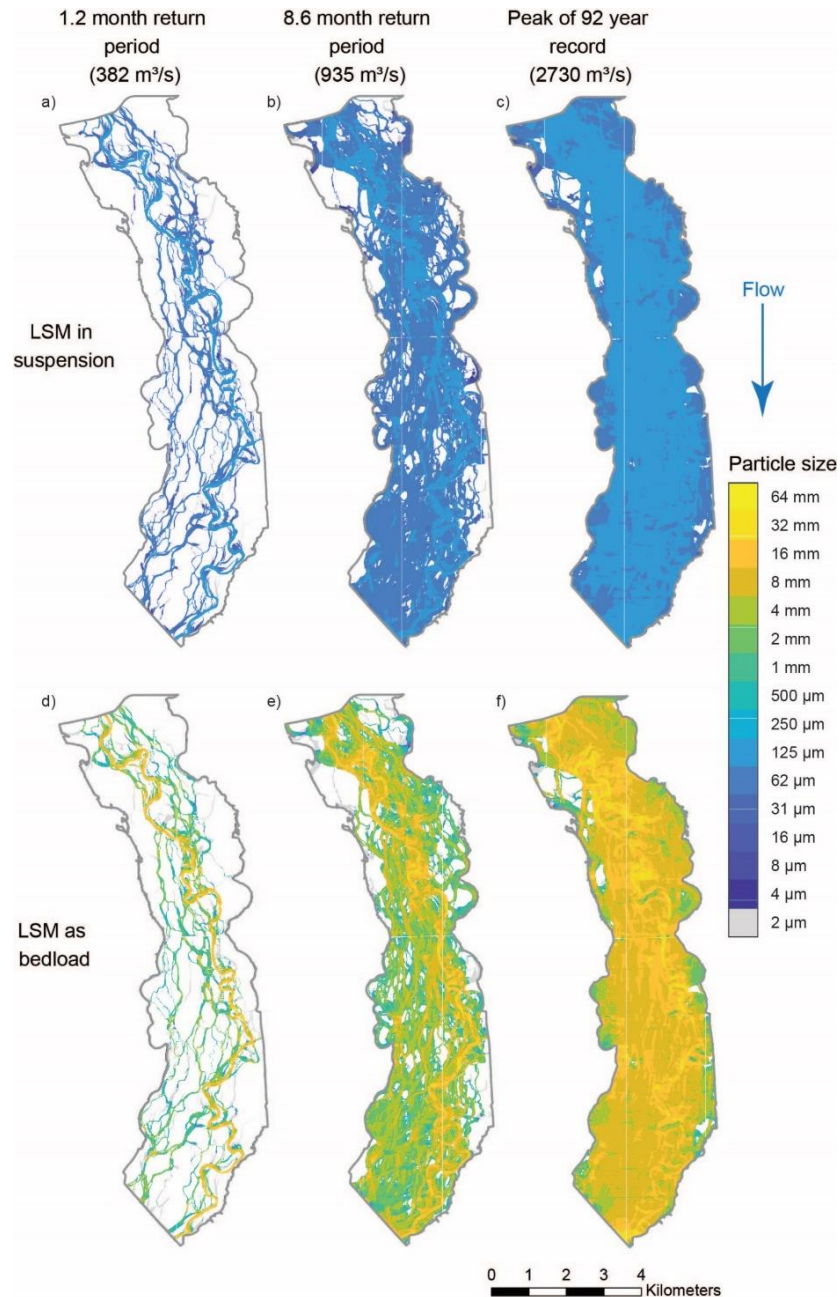 1.2 month return
period
(382 m³/s)
8.6 month return
period
(935 m³/s)
Peak of 92 year
record
(2730 m³/s)
a)
b)
c)
LSM in
suspension
Flow
Particle size
64 mm
32 mm
16 mm
8 mm
4 mm
2 mm
1 mm
500 µm
250 µm
125 µm
62 µm
31 µm
16 µm
8 µm
4 µm
2 µm
d)
e)
f)
LSM as
bedload
0 1 2 3 4
Kilometers